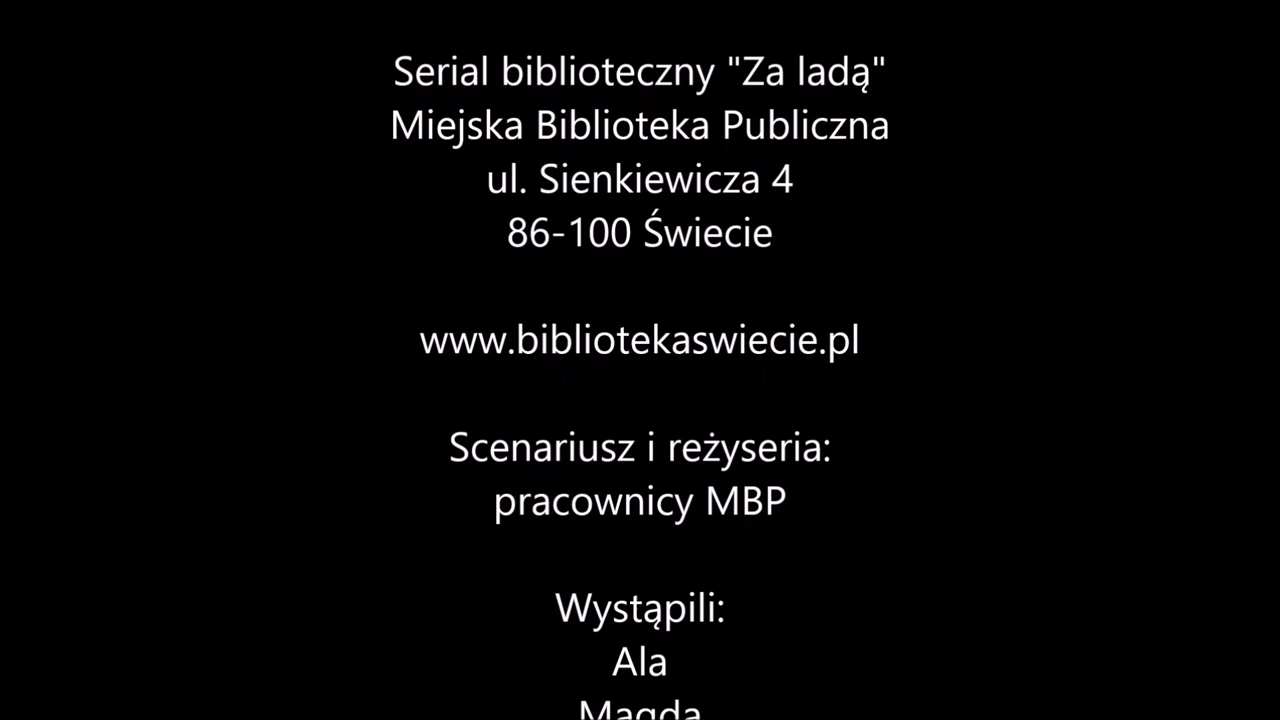 Serial biblioteczny "Za ladą"
Miejska Biblioteka Publiczna
ul. Sienkiewicza 4
86-100 Świecie
www.bibliotekaswiecie.pl
Scenariusz i reżyseria:
pracownicy MBP
Wystąpili:
Ala
Magda